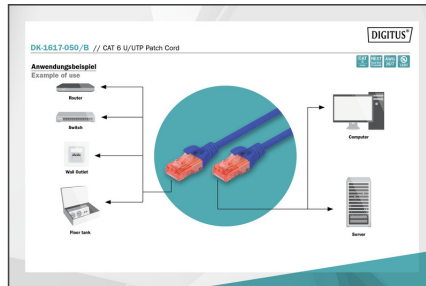 DIGITUS®
DK-1617-050/B // CAT 6 U/UTP Patch Cord
Anwendungsbeispiel
Example of use
Router
Switch
Wall Outlet
Floor tank
Computer
Server